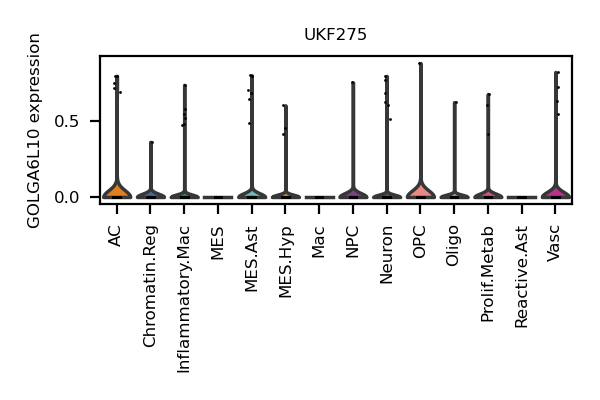 UKF275
GOLGA6L10 expression
0.5
0.0
AC
Chromatin.Reg
Inflammatory.Mac
MES
MES.Ast
MES.Hyp
Mac
NPC
Neuron
OPC
Oligo
Prolif.Metab
Reactive.Ast
Vasc